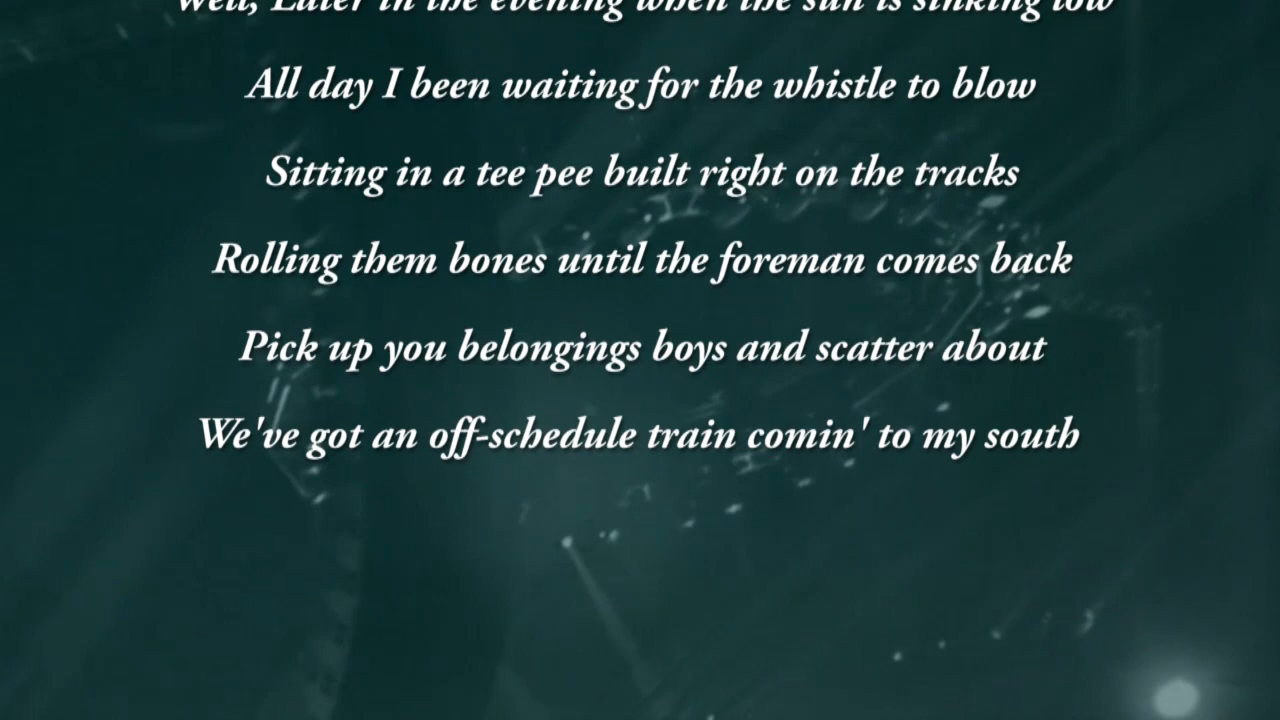 Well, Later in the evening when the sun is sinking low
All day I been waiting for the whistle to blow
Sitting in a tee pee built right on the tracks
Rolling them bones until the foreman comes back
Pick up you belongings boys and scatter about
We've got an off-schedule train comin' to my south